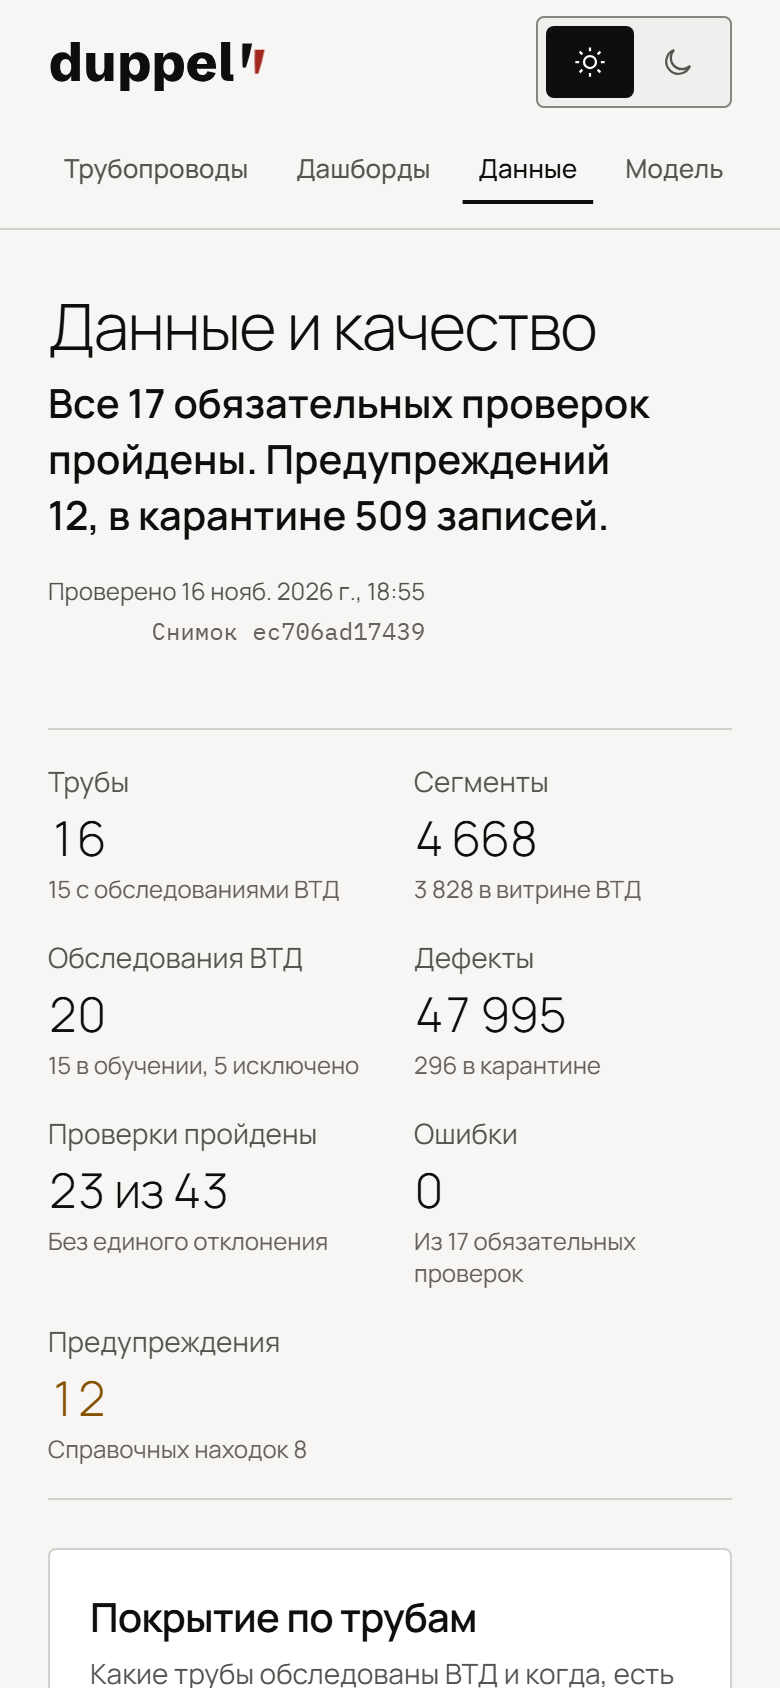 duppel
Трубопроводы Дашборды Данные Модель
Данные и качество
Все 17 обязательных проверок
пройдены. Предупреждений
12, в карантине 509 записей.
Проверено 16 нояб. 2026 г., 18:55
Снимок ec706ad17439
Трубы
16
15 с обследованиями ВТД
Сегменты
4 668
3 828 в витрине ВТД
Обследования ВТД
20
15 в обучении, 5 исключено
Дефекты
47 995
296 в карантине
Проверки пройдены
23 из 43
Без единого отклонения
Ошибки
0
Из 17 обязательных
проверок
Предупреждения
12
Справочных находок 8
Покрытие по трубам
Какие трубы обследованы ВТД и когда, есть